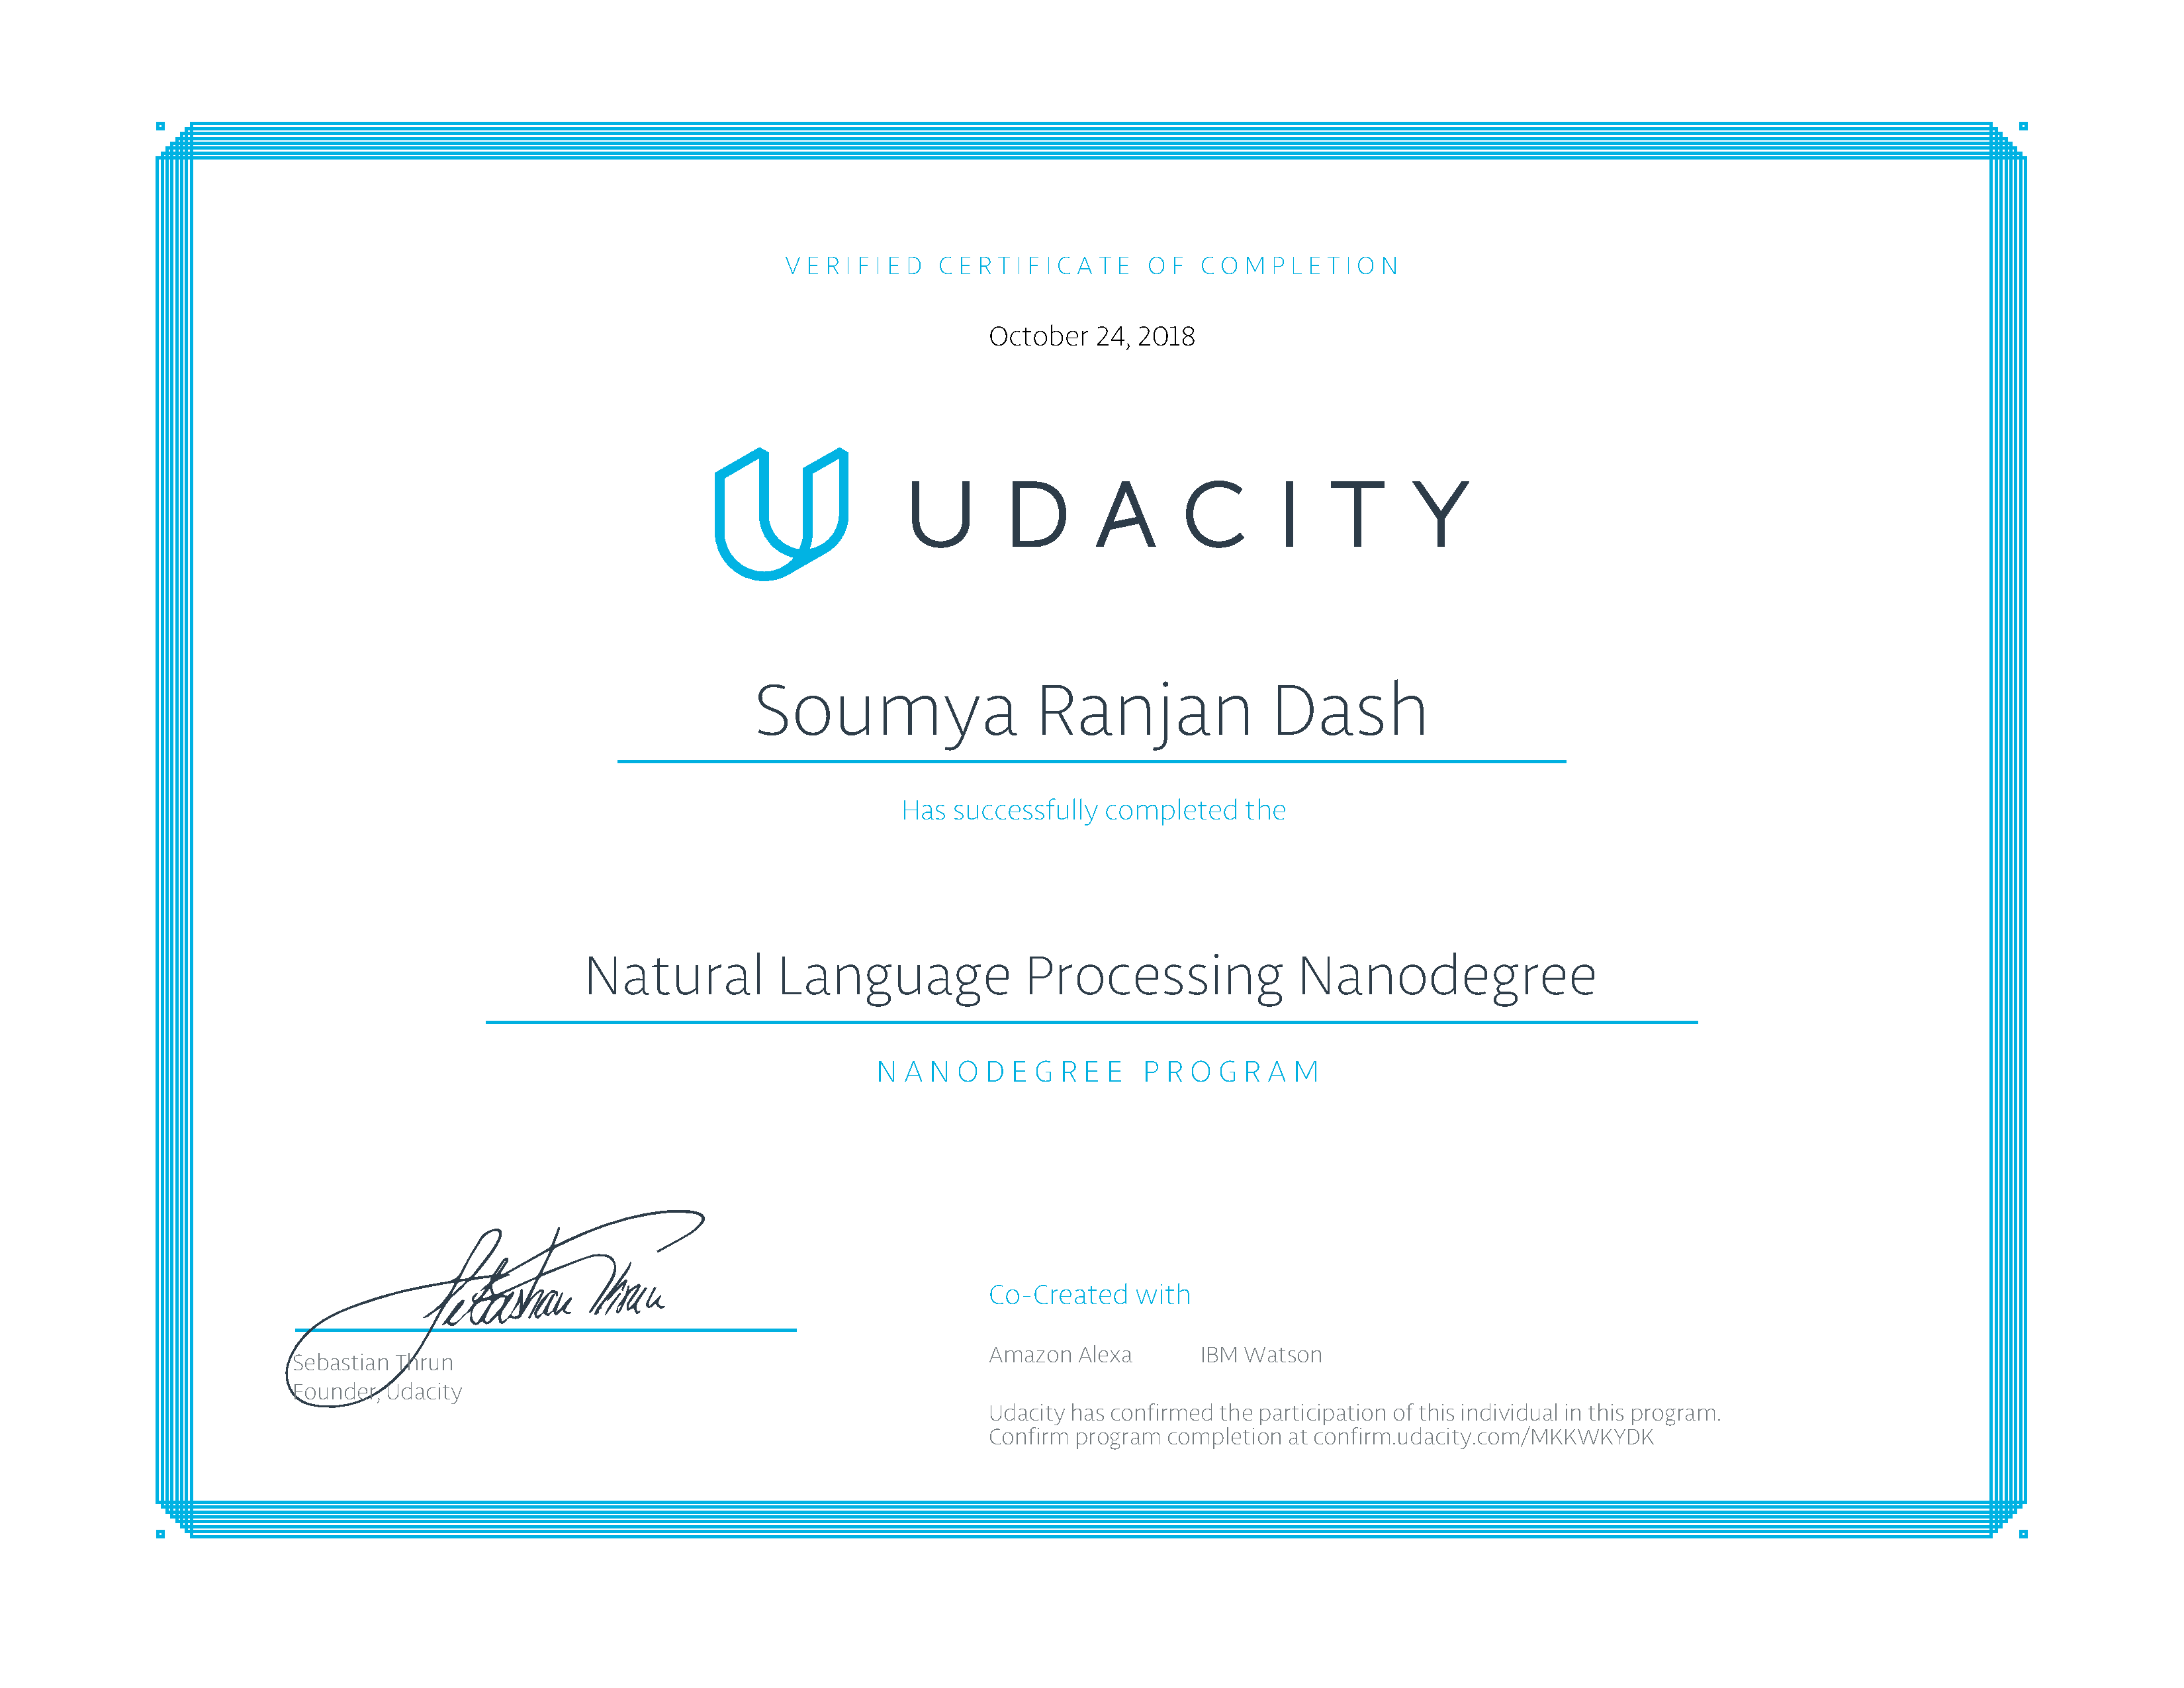 VERIFIED CERTIFICATE OF COMPLETION
October 24, 2018
UDACITY
Soumya Ranjan Dash
Has successfully completed the
Natural Language Processing Nanodegree
NANODEGREE PROGRAM
Sebastian Thrun
Sebastian Thrun
Founder, Udacity
Co-Created with
Amazon Alexa IBM Watson
Udacity has confirmed the participation of this individual in this program.
Confirm program completion at confirm.udacity.com/MKKWKYDK